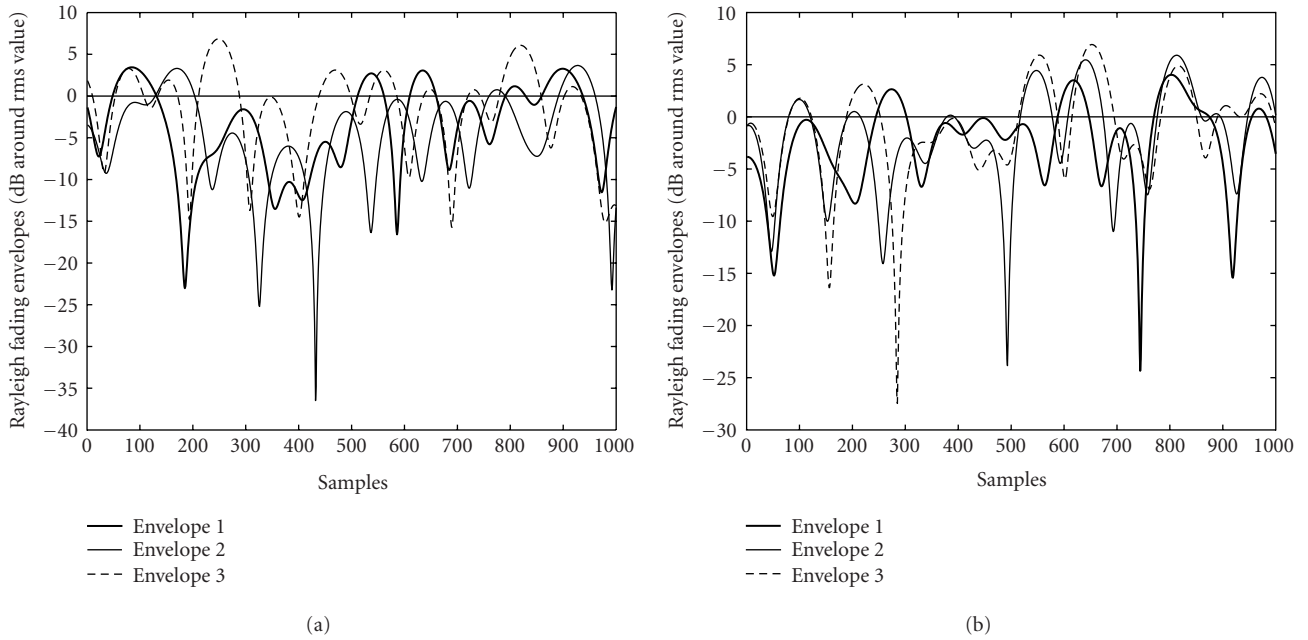 Rayleigh fading envelopes (dB around rms value)
10
5
0
−5
−10
−15
−20
−25
−30
−35
−40
0 100 200 300 400 500 600 700 800 900 1000
Samples
Envelope 1
Envelope 2
Envelope 3
(a)
Rayleigh fading envelopes (dB around rms value)
10
5
0
−5
−10
−15
−20
−25
−30
0 100 200 300 400 500 600 700 800 900 1000
Samples
Envelope 1
Envelope 2
Envelope 3
(b)